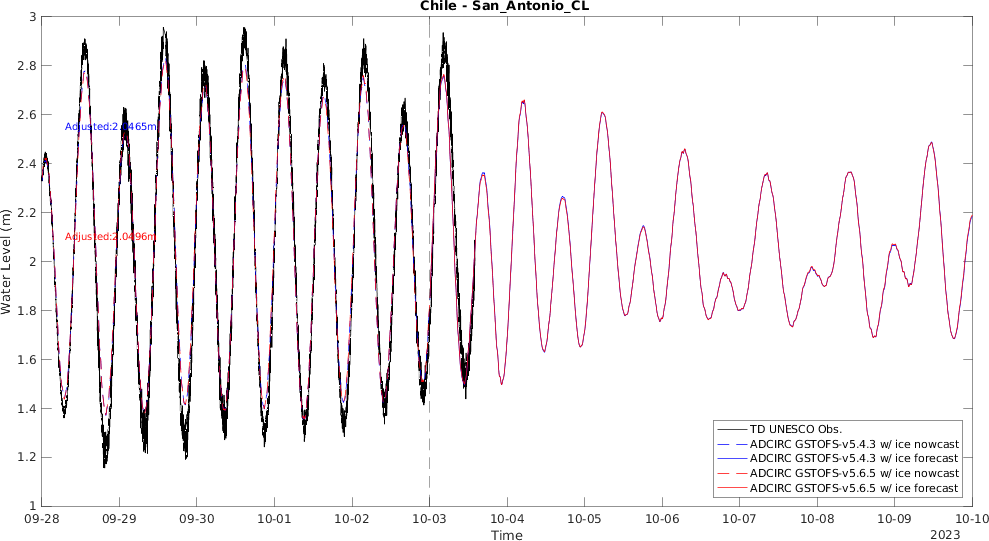 Chile - San_Antonio_CL
3
2.8
2.6
2.4
2.2
2
1.8
1.6
1.4
1.2
1
Water Level (m)
Adjusted:2.0465m
Adjusted:2.0496m
TD UNESCO Obs.
ADCIRC GSTOFS-v5.4.3 w/ ice nowcast
ADCIRC GSTOFS-v5.4.3 w/ ice forecast
ADCIRC GSTOFS-v5.6.5 w/ ice nowcast
ADCIRC GSTOFS-v5.6.5 w/ ice forecast
09-28 09-29 09-30 10-01 10-02 10-03 10-04 10-05 10-06 10-07 10-08 10-09 10-10
Time
2023